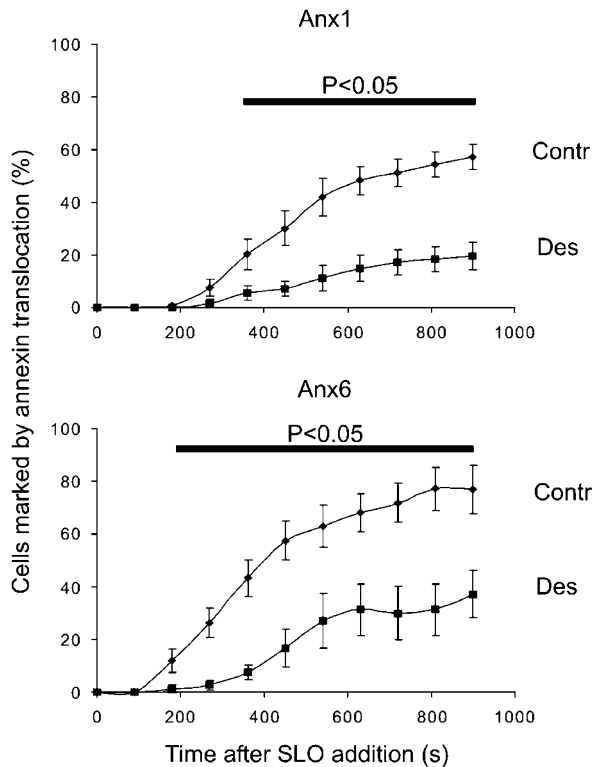 Anx1
100
P<0.05
80
60
Contr
40
Des
20
0
0 200 400 600 800 1000
Cells marked by annexin translocation (%)
Anx6
100
P<0.05
80
Contr
60
40
Des
20
0
0 200 400 600 800 1000
Time after SLO addition (s)